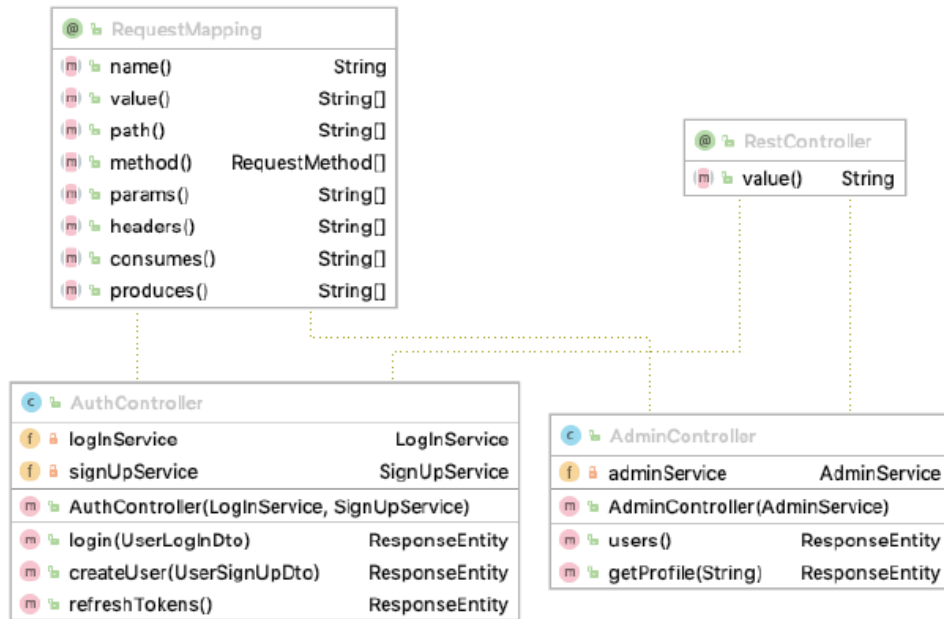 RequestMapping
name() String
value() String[]
path() String[]
method() RequestMethod[]
params() String[]
headers() String[]
consumes() String[]
produces() String[]
RestController
value() String
AuthController
logInService LogInService
signUpService SignUpService
AuthController(LogInService, SignUpService)
login(UserLogInDto) ResponseEntity
createUser(UserSignUpDto) ResponseEntity
refreshTokens() ResponseEntity
AdminController
adminService AdminService
AdminController(AdminService)
users() ResponseEntity
getProfile(String) ResponseEntity